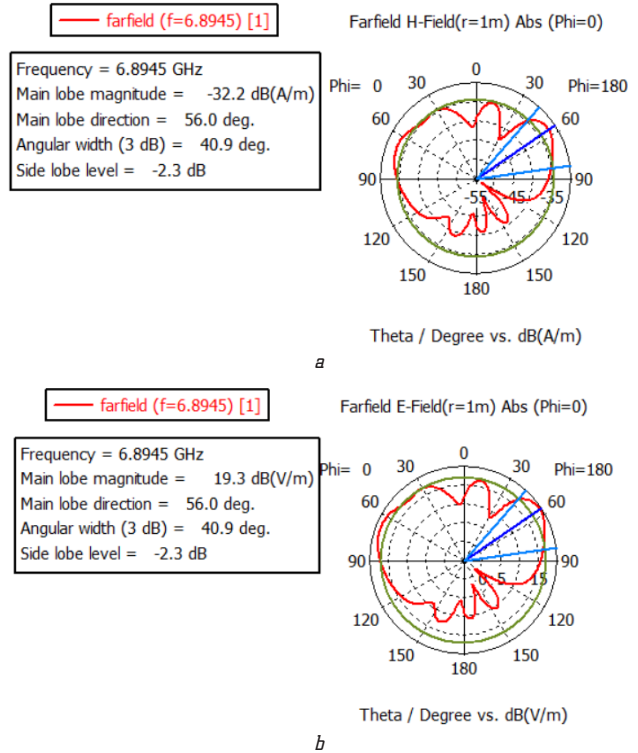 farfield (f=6.8945) [1]
Frequency = 6.8945 GHz
Main lobe magnitude = -32.2 dB(A/m)
Main lobe direction = 56.0 deg.
Angular width (3 dB) = 40.9 deg.
Side lobe level = -2.3 dB
Farfield H-Field(r=1m) Abs (Phi=0)
Phi= 0 30 0 30 Phi=180
60 60
90 -55 -45 -35 90
120 120
150 180 150
Theta / Degree vs. dB(A/m)
a
farfield (f=6.8945) [1]
Frequency = 6.8945 GHz
Main lobe magnitude = 19.3 dB(V/m)
Main lobe direction = 56.0 deg.
Angular width (3 dB) = 40.9 deg.
Side lobe level = -2.3 dB
Farfield E-Field(r=1m) Abs (Phi=0)
Phi= 0 30 0 30 Phi=180
60 60
90 5 15 90
120 120
150 180 150
Theta / Degree vs. dB(V/m)
b